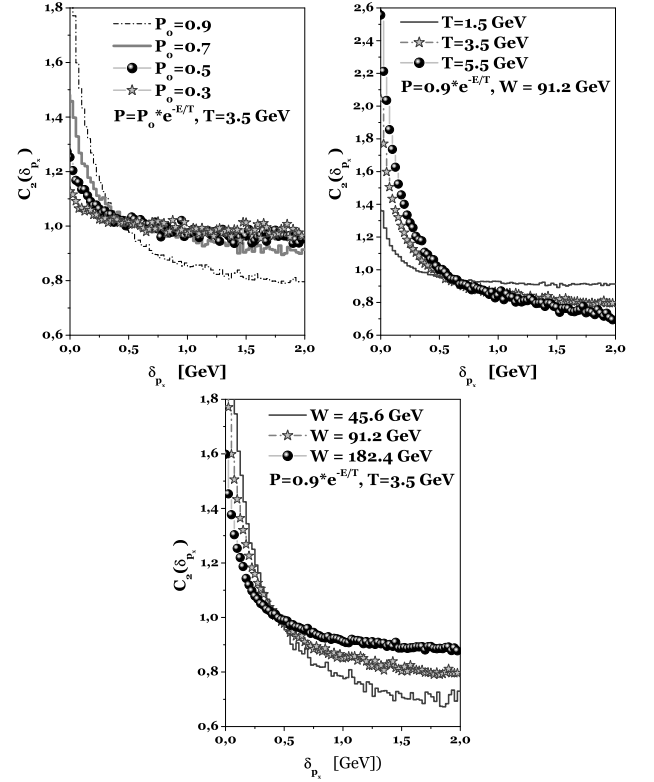 1,8
1,6
1,4
1,2
1,0
0,8
0,6
C₂(δₚₓ)
P₀=0.9
P₀=0.7
P₀=0.5
P₀=0.3
P=P₀*e⁻ᴱ/ᵀ, T=3.5 GeV
0,0 0,5 1,0 1,5 2,0
δₚₓ [GeV]
2,6
2,4
2,2
2,0
1,8
1,6
1,4
1,2
1,0
0,8
0,6
C₂(δₚₓ)
T=1.5 GeV
T=3.5 GeV
T=5.5 GeV
P=0.9*e⁻ᴱ/ᵀ, W = 91.2 GeV
0,0 0,5 1,0 1,5 2,0
δₚₓ [GeV]
1,8
1,6
1,4
1,2
1,0
0,8
0,6
C₂(δₚₓ)
W = 45.6 GeV
W = 91.2 GeV
W = 182.4 GeV
P=0.9*e⁻ᴱ/ᵀ, T=3.5 GeV
0,0 0,5 1,0 1,5 2,0
δₚₓ [GeV])